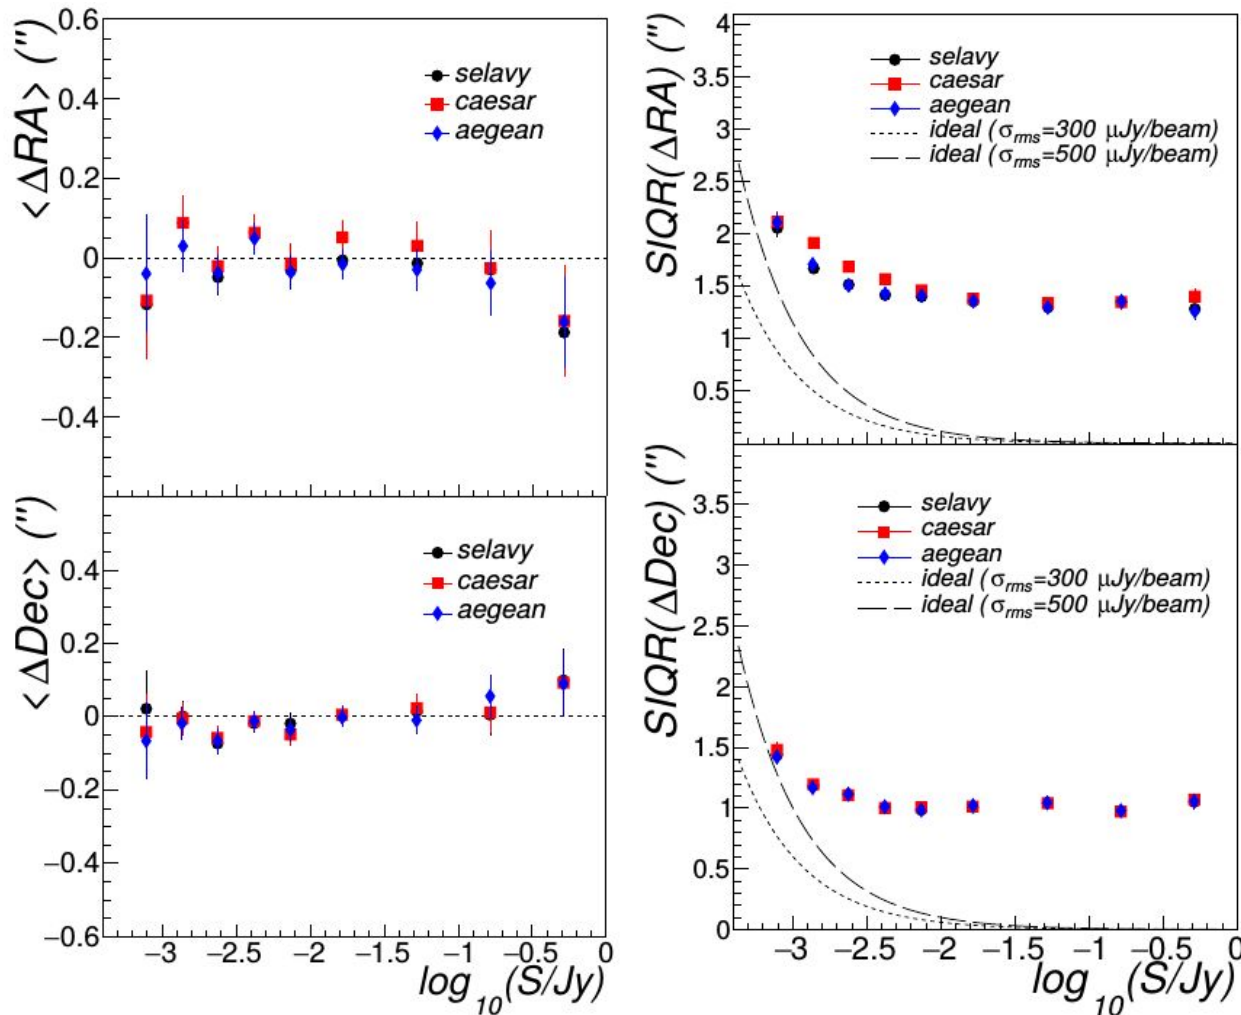 <ΔRA> (")
0.6
0.4
0.2
0
−0.2
−0.4
selavy
caesar
aegean
SIQR(ΔRA) (")
4
3.5
3
2.5
2
1.5
1
0.5
selavy
caesar
aegean
ideal (σrms=300 μJy/beam)
ideal (σrms=500 μJy/beam)
<ΔDec> (")
0.4
0.2
0
−0.2
−0.4
−0.6
selavy
caesar
aegean
−3 −2.5 −2 −1.5 −1 −0.5 0
log10(S/Jy)
SIQR(ΔDec) (")
3.5
3
2.5
2
1.5
1
0.5
0
selavy
caesar
aegean
ideal (σrms=300 μJy/beam)
ideal (σrms=500 μJy/beam)
−3 −2.5 −2 −1.5 −1 −0.5 0
log10(S/Jy)